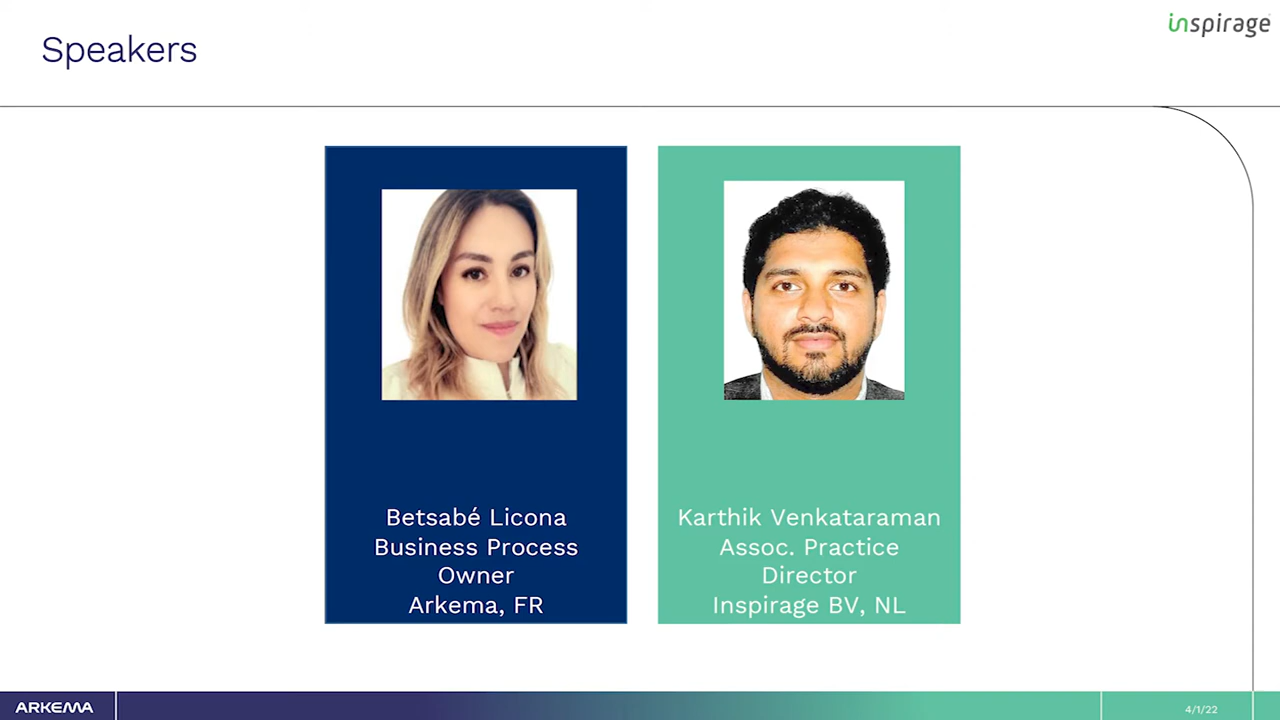 inspirage
Speakers
Betsabé Licona
Business Process
Owner
Arkema, FR
Karthik Venkataraman
Assoc. Practice
Director
Inspirage BV, NL
ARKEMA
4/1/22